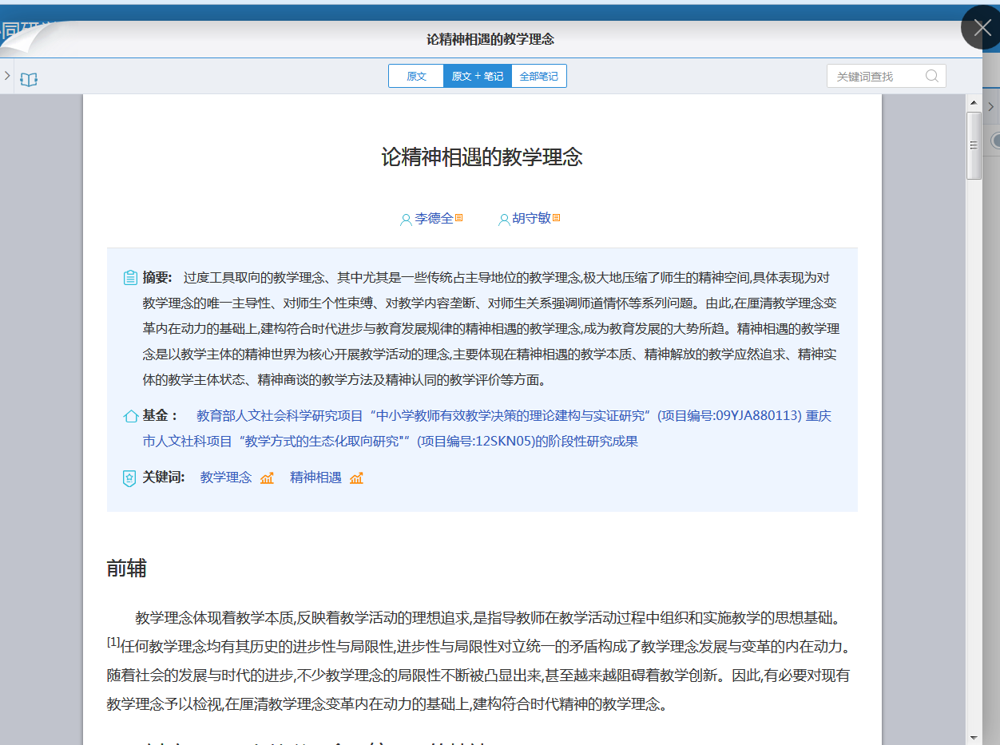 论精神相遇的教学理念
原文
原文 + 笔记
全部笔记
关键词查找
论精神相遇的教学理念
李德全
胡守敏
摘要: 过度工具取向的教学理念、其中尤其是一些传统占主导地位的教学理念,极大地压缩了师生的精神空间,具体表现为对
教学理念的唯一主导性、对师生个性束缚、对教学内容垄断、对师生关系强调师道情怀等系列问题。由此,在厘清教学理念变
革内在动力的基础上,建构符合时代进步与教育发展规律的精神相遇的教学理念,成为教育发展的大势所趋。精神相遇的教学理
念是以教学主体的精神世界为核心开展教学活动的理念,主要体现在精神相遇的教学本质、精神解放的教学应然追求、精神实
体的教学主体状态、精神商谈的教学方法及精神认同的教学评价等方面。
基金： 教育部人文社会科学研究项目“中小学教师有效教学决策的理论建构与实证研究” (项目编号:09YJA880113) 重庆
市人文社科项目“教学方式的生态化取向研究"” (项目编号:12SKN05)的阶段性研究成果
关键词: 教学理念 精神相遇
前辅
教学理念体现着教学本质,反映着教学活动的理想追求,是指导教师在教学活动过程中组织和实施教学的思想基础。
[1]任何教学理念均有其历史的进步性与局限性,进步性与局限性对立统一的矛盾构成了教学理念发展与变革的内在动力。
随着社会的发展与时代的进步,不少教学理念的局限性不断被凸显出来,甚至越来越阻碍着教学创新。因此,有必要对现有
教学理念予以检视,在厘清教学理念变革内在动力的基础上,建构符合时代精神的教学理念。